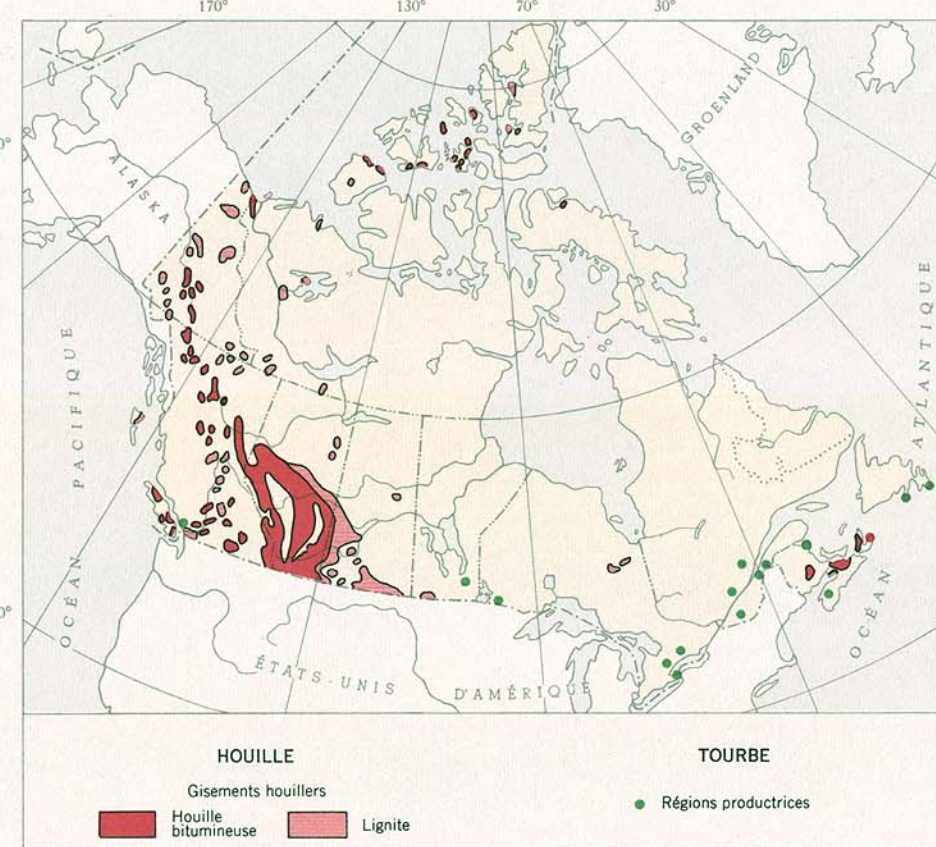 170° 130° 70° 30°
GROENLAND
ALASKA
OCÉAN PACIFIQUE
OCÉAN ATLANTIQUE
ÉTATS-UNIS D'AMÉRIQUE
HOUILLE
Gisements houillers
Houille
bitumineuse
Lignite
TOURBE
Régions productrices